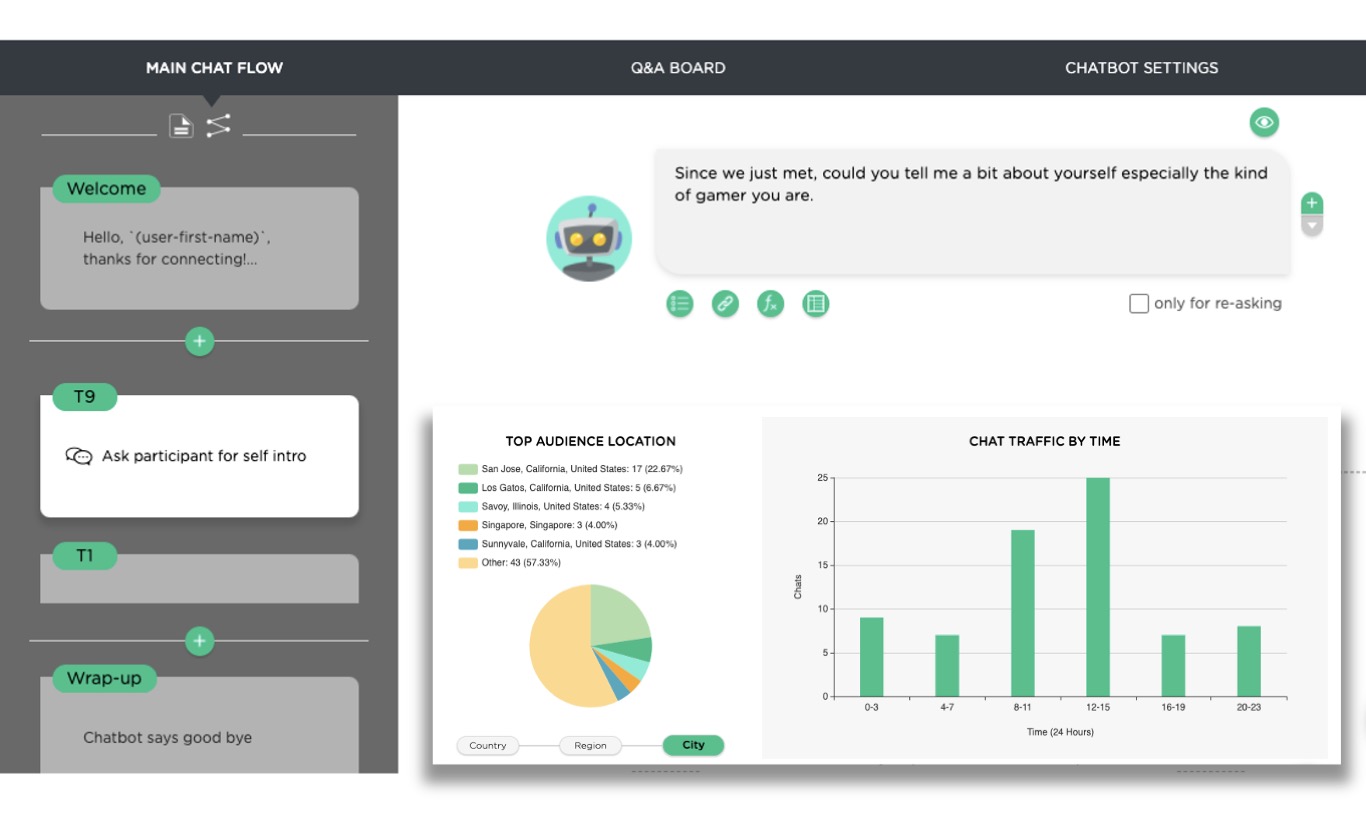 MAIN CHAT FLOW
Q&A BOARD
CHATBOT SETTINGS
Welcome
Hello, `(user-first-name)`,
thanks for connecting!...
T9
Ask participant for self intro
T1
Wrap-up
Chatbot says good bye
Since we just met, could you tell me a bit about yourself especially the kind
of gamer you are.
fx
only for re-asking
TOP AUDIENCE LOCATION
San Jose, California, United States: 17 (22.67%)
Los Gatos, California, United States: 5 (6.67%)
Savoy, Illinois, United States: 4 (5.33%)
Singapore, Singapore: 3 (4.00%)
Sunnyvale, California, United States: 3 (4.00%)
Other: 43 (57.33%)
Country
Region
City
CHAT TRAFFIC BY TIME
25
20
15
10
5
0
Chats
0-3
4-7
8-11
12-15
16-19
20-23
Time (24 Hours)